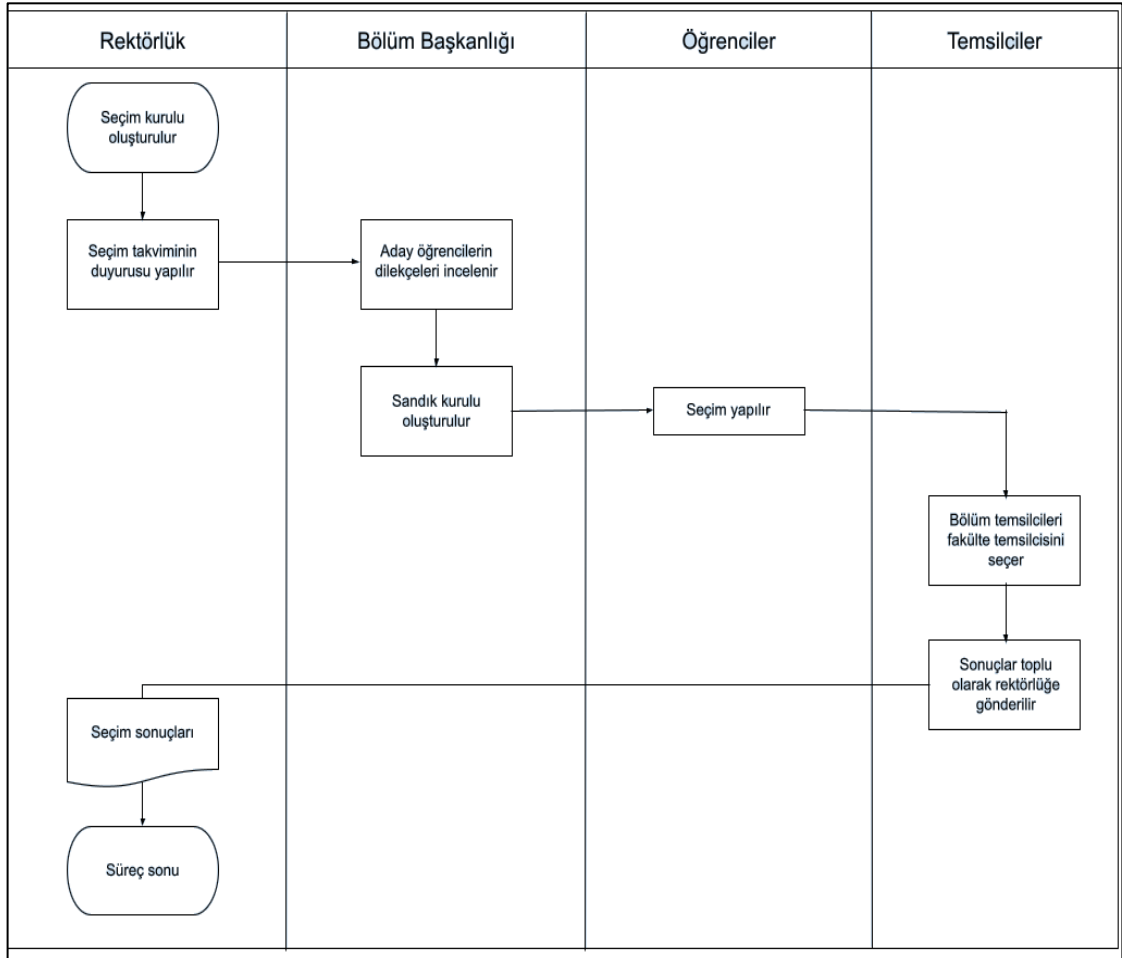 Rektörlük
Bölüm Başkanlığı
Öğrenciler
Temsilciler
Seçim kurulu
oluşturulur
Seçim takviminin
duyurusu yapılır
Aday öğrencilerin
dilekçeleri incelenir
Sandık kurulu
oluşturulur
Seçim yapılır
Bölüm temsilcileri
fakülte temsilcisini
seçer
Sonuçlar toplu
olarak rektörlüğe
gönderilir
Seçim sonuçları
Süreç sonu